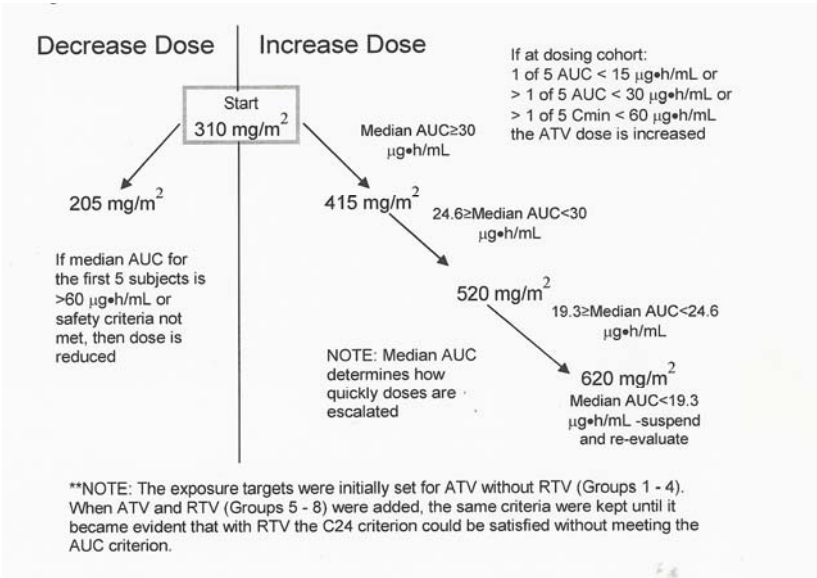 Decrease Dose
Increase Dose
If at dosing cohort:
1 of 5 AUC < 15 µg•h/mL or
> 1 of 5 AUC < 30 µg•h/mL or
> 1 of 5 Cmin < 60 µg•h/mL
the ATV dose is increased
Start
310 mg/m²
Median AUC≥30
µg•h/mL
205 mg/m²
415 mg/m²
24.6≥Median AUC<30
µg•h/mL
If median AUC for
the first 5 subjects is
>60 µg•h/mL or
safety criteria not
met, then dose is
reduced
520 mg/m²
19.3≥Median AUC<24.6
µg•h/mL
NOTE: Median AUC
determines how
quickly doses are
escalated
620 mg/m²
Median AUC<19.3
µg•h/mL -suspend
and re-evaluate
**NOTE: The exposure targets were initially set for ATV without RTV (Groups 1 - 4).
When ATV and RTV (Groups 5 - 8) were added, the same criteria were kept until it
became evident that with RTV the C24 criterion could be satisfied without meeting the
AUC criterion.